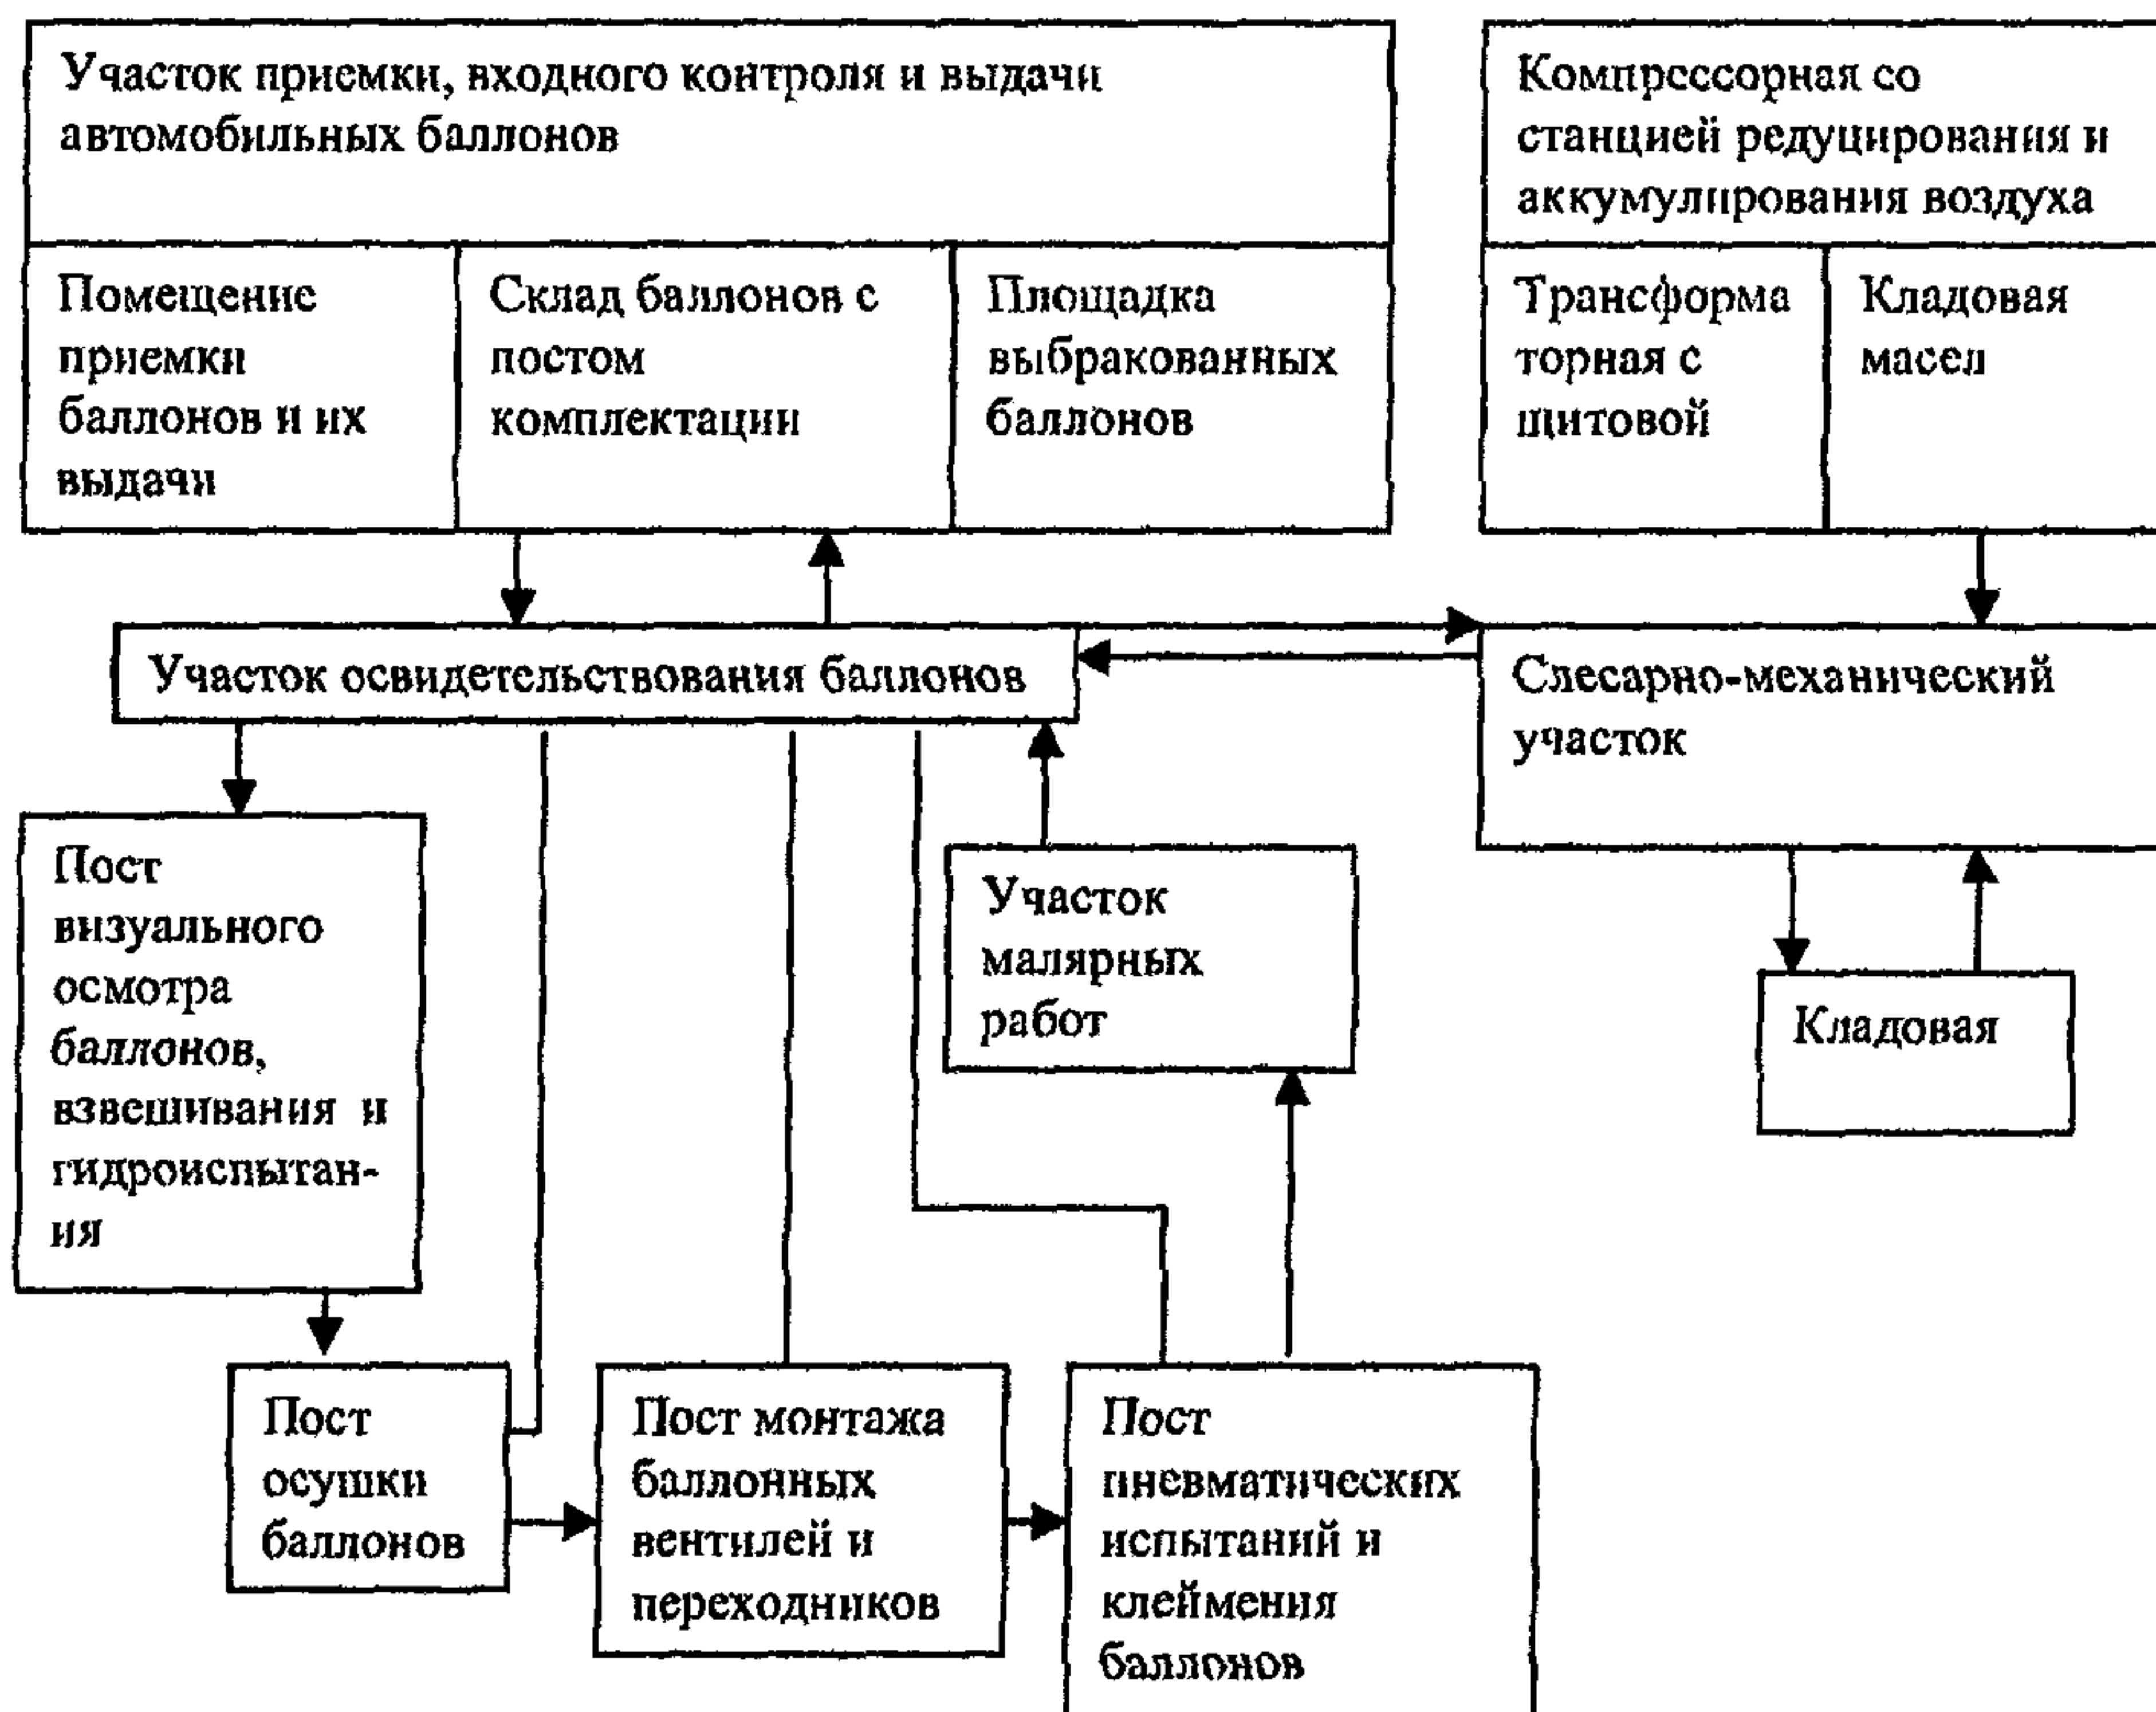 Участок приемки, входного контроля и выдачи
автомобильных баллонов
Компрессорная со
станцией редуцирования и
аккумулирования воздуха
Помещение
приемки
баллонов и их
выдачи
Склад баллонов с
постом
комплектации
Площадка
выбракованных
баллонов
Трансформа
торная с
щитовой
Кладовая
масел
Участок освидетельствования баллонов
Слесарно-механический
участок
Пост
визуального
осмотра
баллонов,
взвешивания и
гидроиспытан-
ия
Участок
малярных
работ
Кладовая
Пост
осушки
баллонов
Пост монтажа
баллонных
вентилей и
переходников
Пост
пневматических
испытаний и
клеймения
баллонов